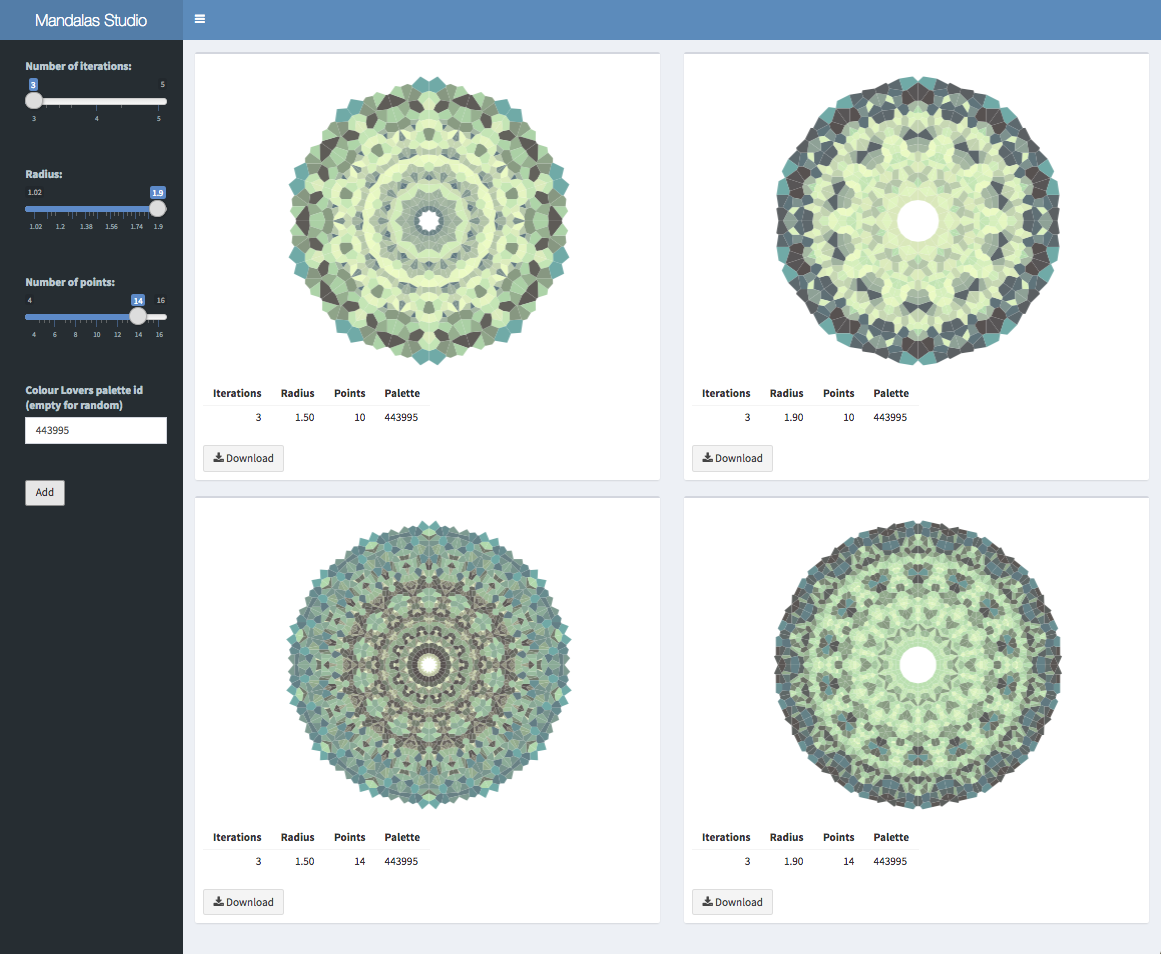 Mandalas Studio
Number of iterations:
3 5
3 4 5
Radius:
1.02 1.9
1.02 1.2 1.38 1.56 1.74 1.9
Number of points:
4 14 16
4 6 8 10 12 14 16
Colour Lovers palette id
(empty for random)
443995
Add
Iterations Radius Points Palette
3 1.50 10 443995
Download
Iterations Radius Points Palette
3 1.90 10 443995
Download
Iterations Radius Points Palette
3 1.50 14 443995
Download
Iterations Radius Points Palette
3 1.90 14 443995
Download